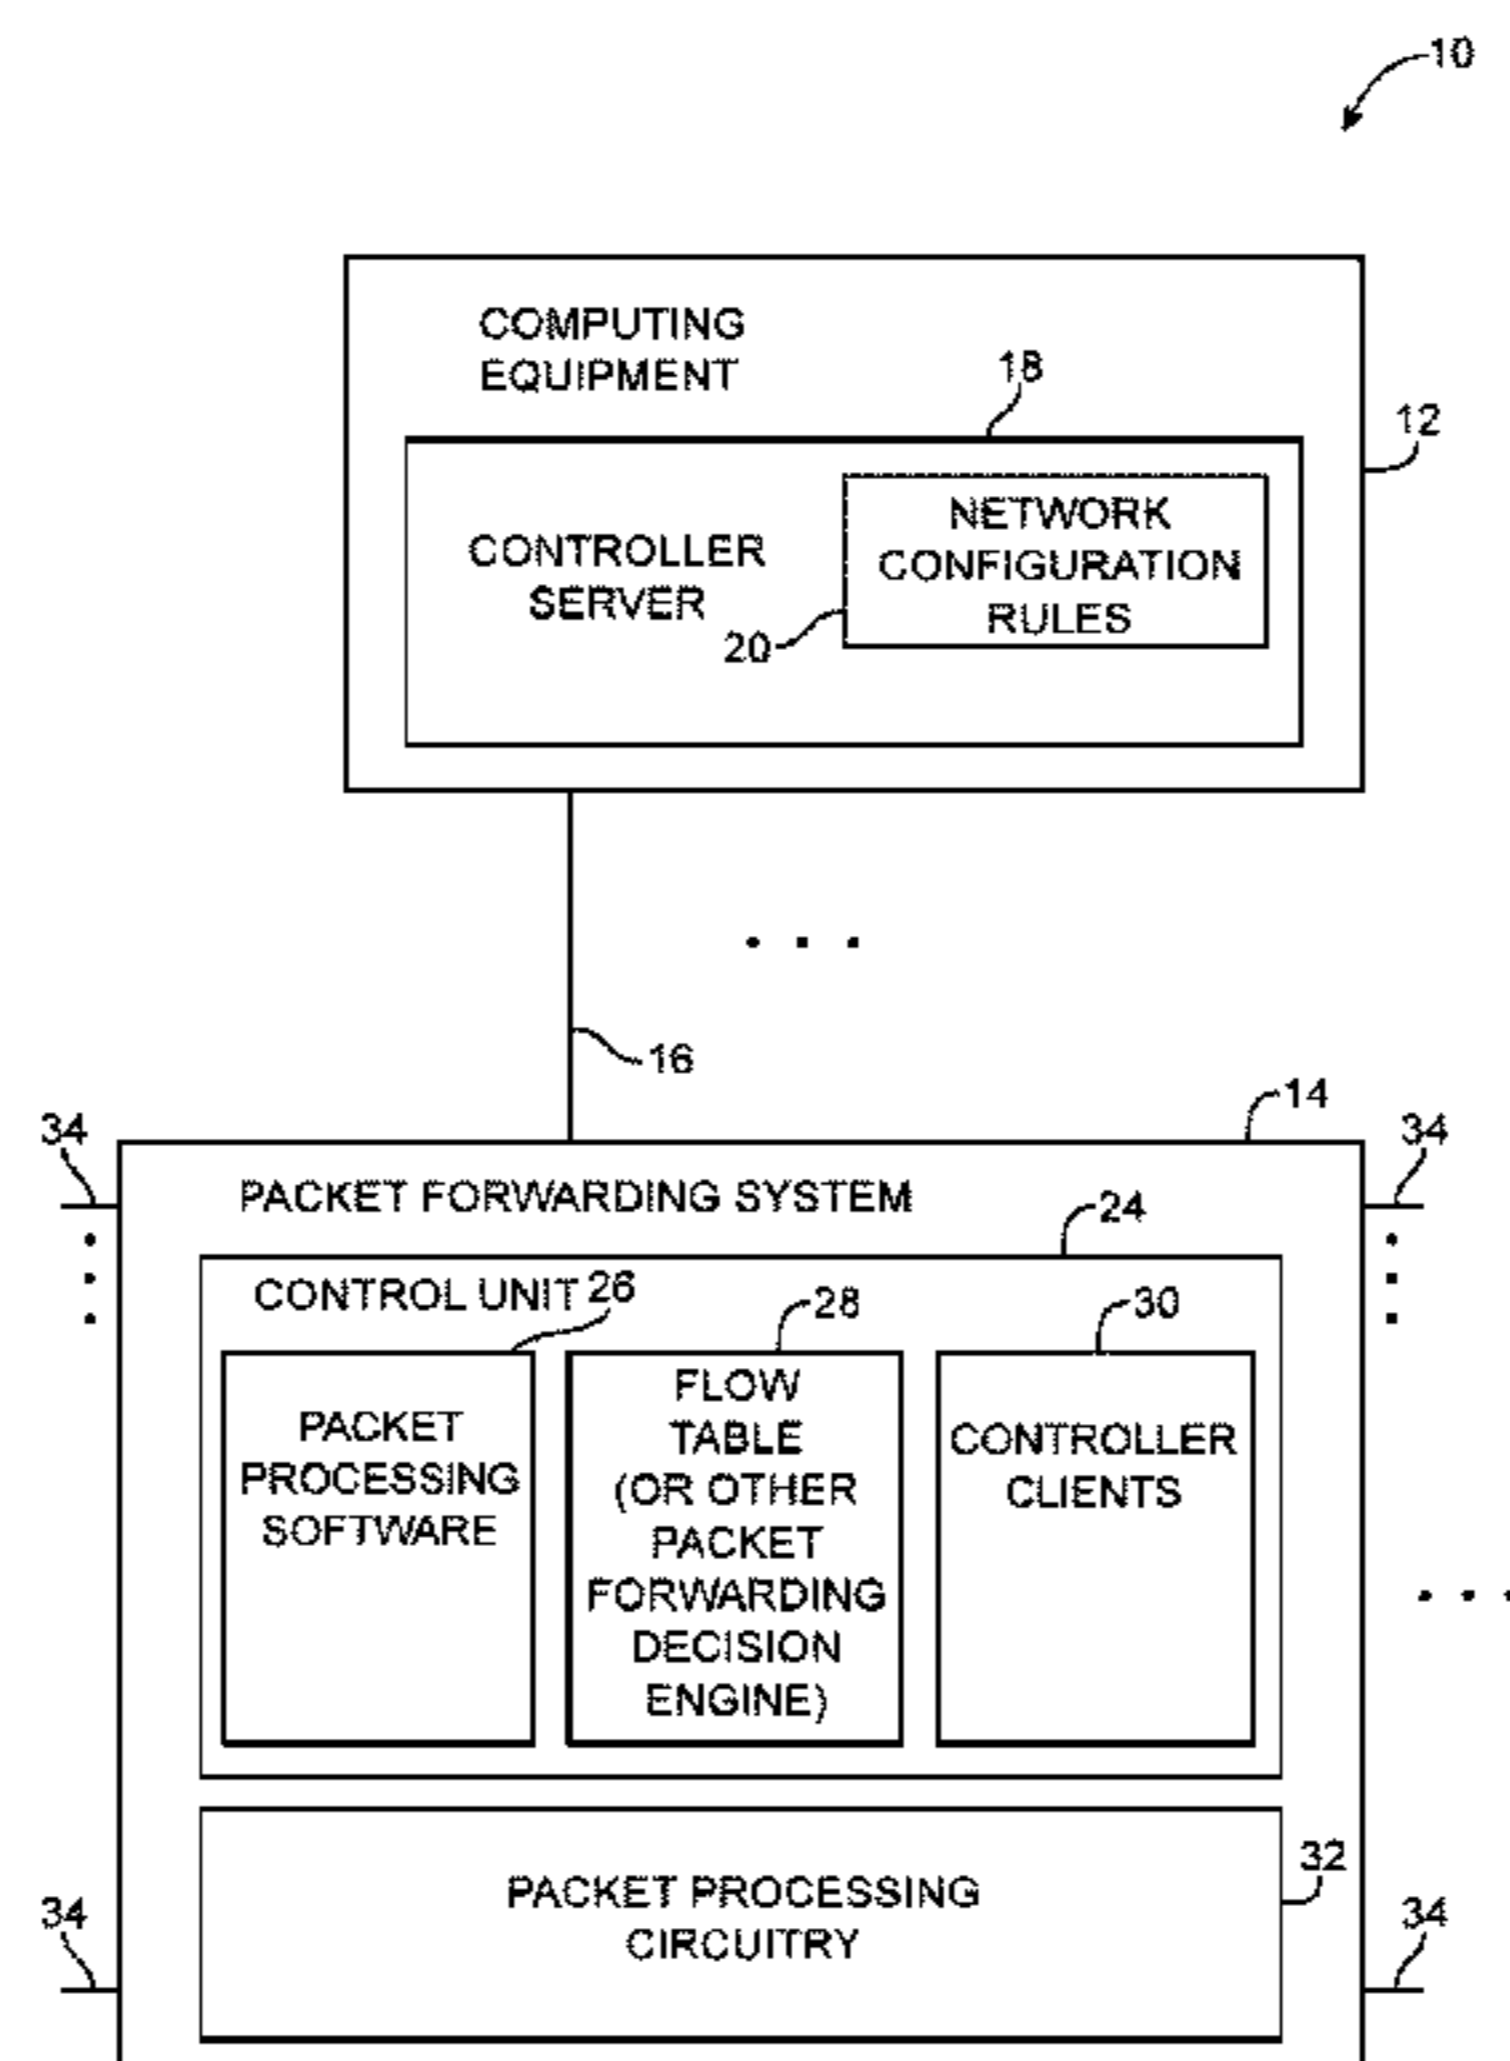 10
COMPUTING
EQUIPMENT
18
12
CONTROLLER
SERVER
NETWORK
CONFIGURATION
RULES
20
16
14
34
34
PACKET FORWARDING SYSTEM
24
CONTROL UNIT
26
28
30
PACKET
PROCESSING
SOFTWARE
FLOW
TABLE
(OR OTHER
PACKET
FORWARDING
DECISION
ENGINE)
CONTROLLER
CLIENTS
32
PACKET PROCESSING
CIRCUITRY
34
34